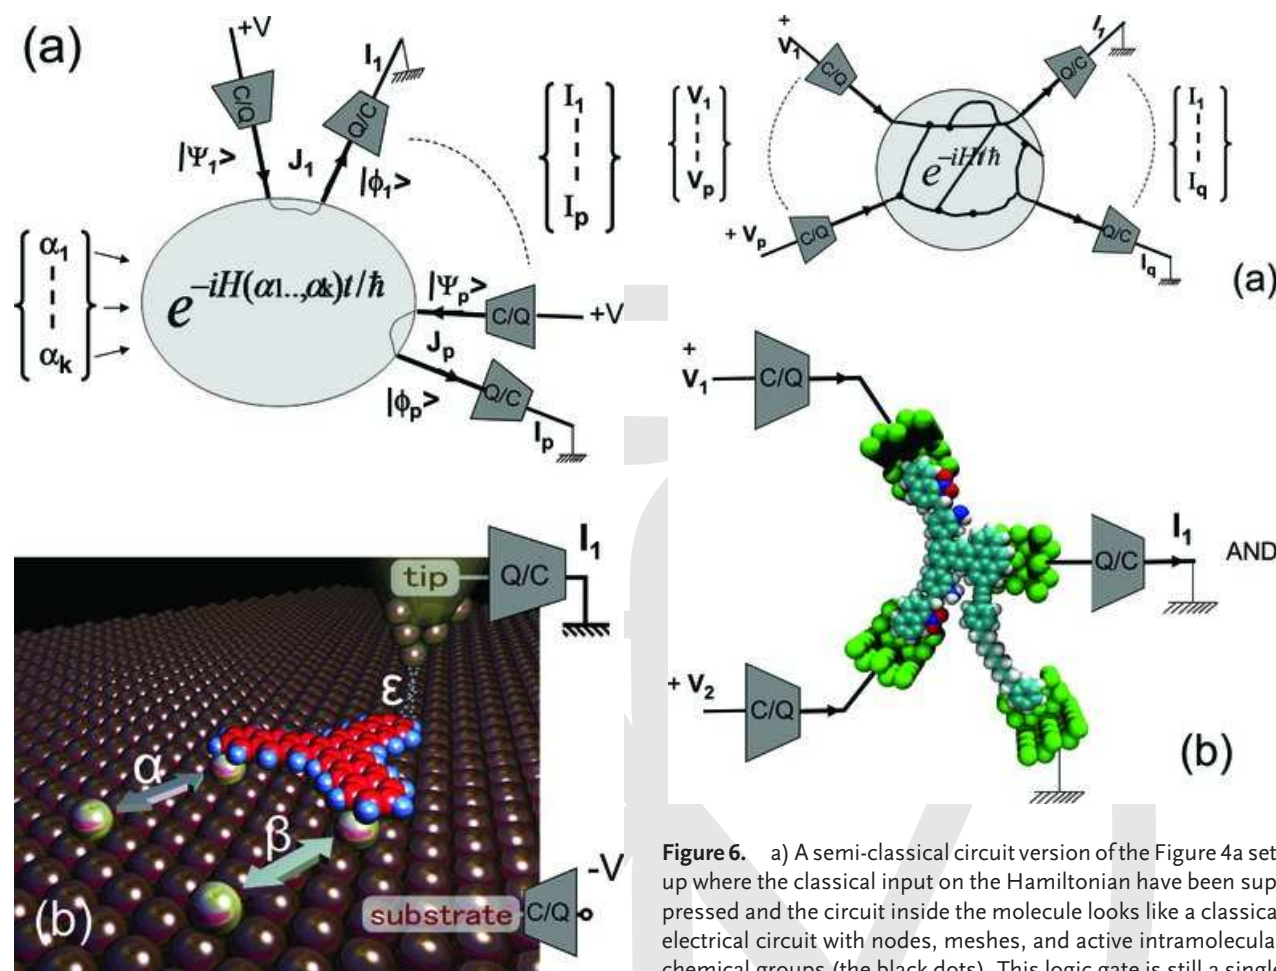 (a)
+V
C/Q
|Ψ1>
J1
I1
Q/C
|ϕ1>
I1
Ip
α1
αk
e−iH(α1..,αk)t/ħ
|Ψp>
C/Q
+V
Jp
|ϕp>
Q/C
Ip
tip
Q/C
I1
ε
α
β
(b)
substrate
C/Q
-V
+
V1
C/Q
I1
Q/C
V1
Vp
e−iHt/ħ
I1
Iq
+ Vp
C/Q
Q/C
Iq
(a)
+
V1
C/Q
Q/C
I1
AND
+ V2
C/Q
(b)
Figure 6. a) A semi-classical circuit version of the Figure 4a set
up where the classical input on the Hamiltonian have been sup
pressed and the circuit inside the molecule looks like a classica
electrical circuit with nodes, meshes, and active intramolecula
chemical groups (the black dots). This logic gate is still a single